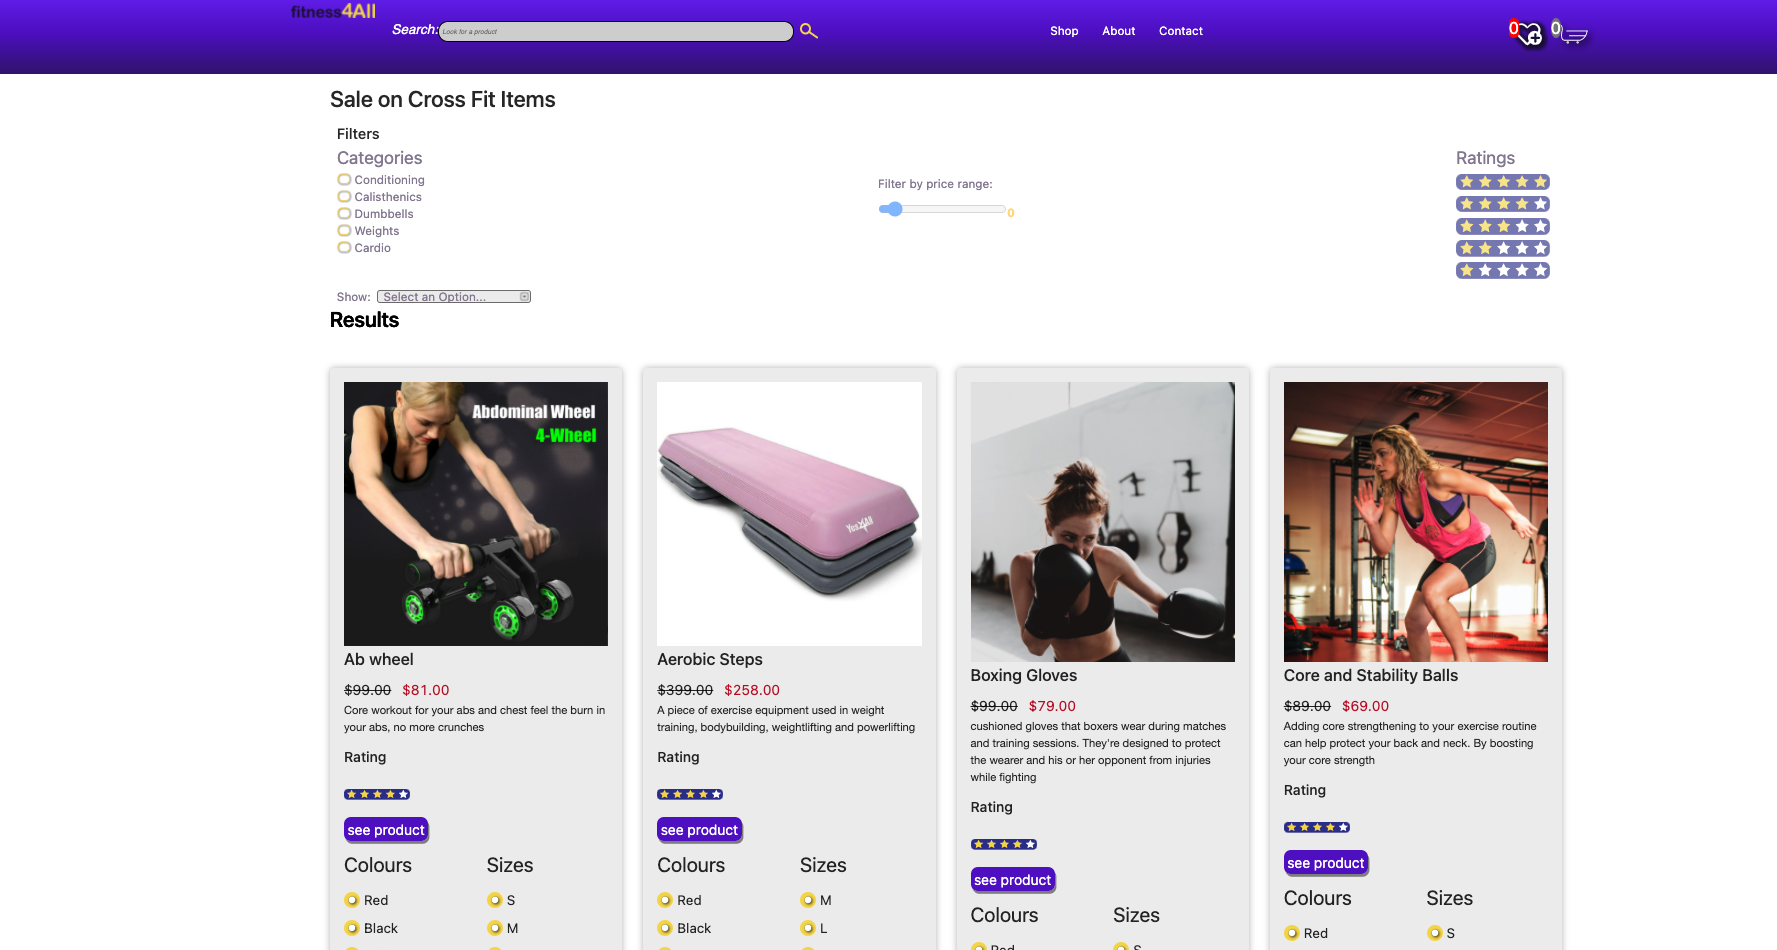 fitness4All
Search:
Look for a product
Shop
About
Contact
0
0
Sale on Cross Fit Items
Filters
Categories
Conditioning
Calisthenics
Dumbbells
Weights
Cardio
Filter by price range:
0
Ratings
Show:
Select an Option...
Results
Abdominal Wheel
4-Wheel
Ab wheel
$99.00 $81.00
Core workout for your abs and chest feel the burn in
your abs, no more crunches
Rating
see product
Colours
Sizes
Red
S
Black
M
Yes4All
Aerobic Steps
$399.00 $258.00
A piece of exercise equipment used in weight
training, bodybuilding, weightlifting and powerlifting
Rating
see product
Colours
Sizes
Red
M
Black
L
Boxing Gloves
$99.00 $79.00
cushioned gloves that boxers wear during matches
and training sessions. They're designed to protect
the wearer and his or her opponent from injuries
while fighting
Rating
see product
Colours
Sizes
Red
S
Core and Stability Balls
$89.00 $69.00
Adding core strengthening to your exercise routine
can help protect your back and neck. By boosting
your core strength
Rating
see product
Colours
Sizes
Red
S